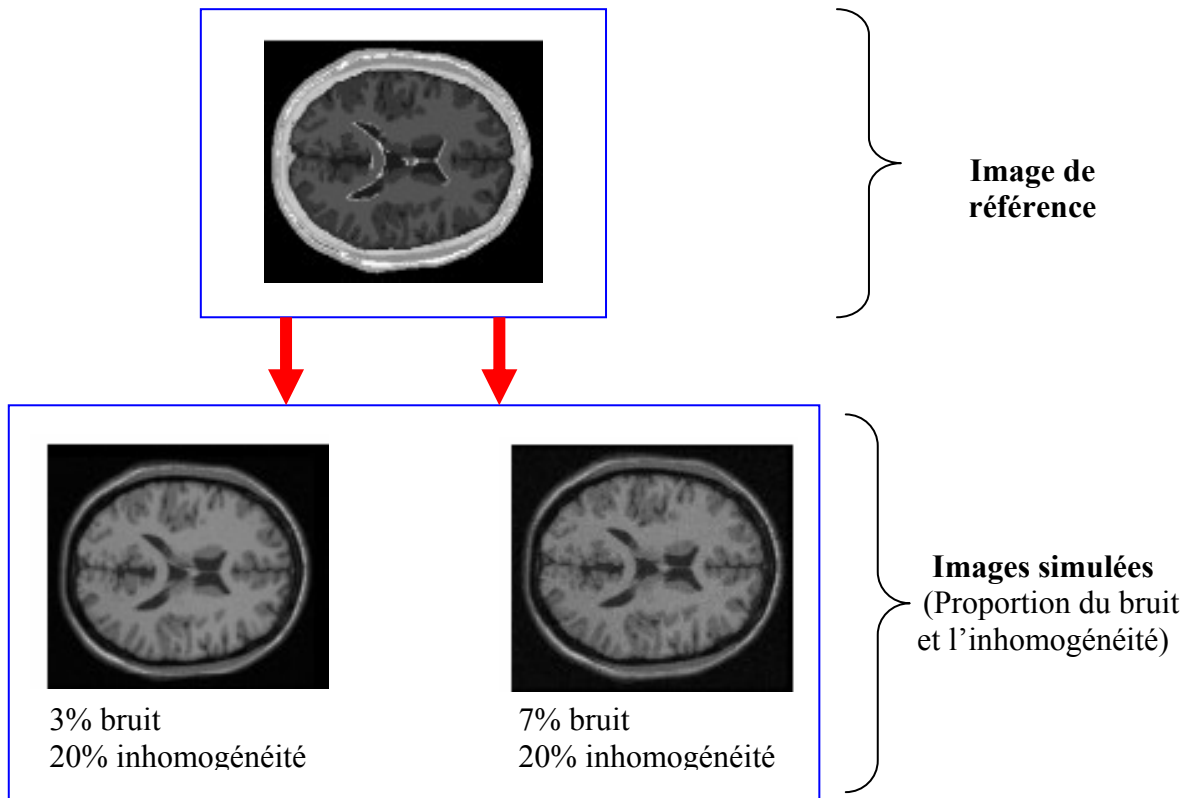 Image de
référence
Images simulées
(Proportion du bruit
et l’inhomogénéité)
3% bruit
20% inhomogénéité
7% bruit
20% inhomogénéité